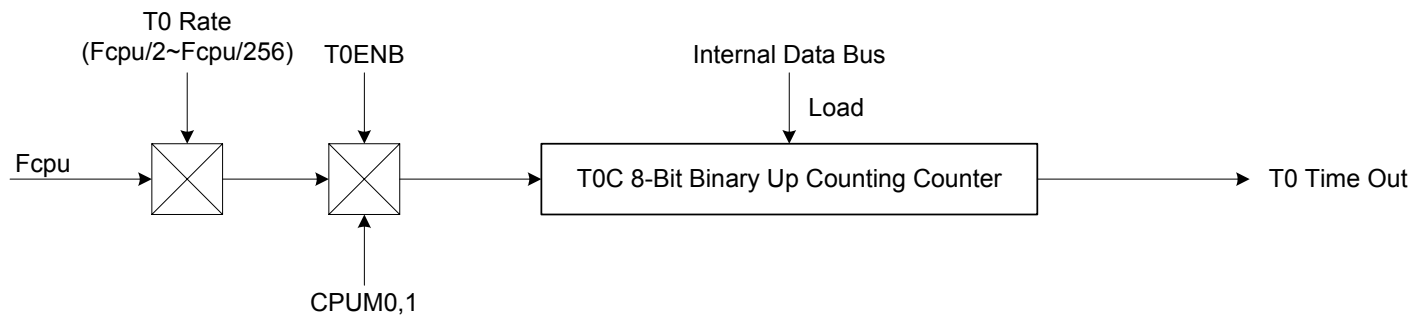 T0 Rate
(Fcpu/2~Fcpu/256)
T0ENB
Internal Data Bus
Load
Fcpu
T0C 8-Bit Binary Up Counting Counter
T0 Time Out
CPUM0,1